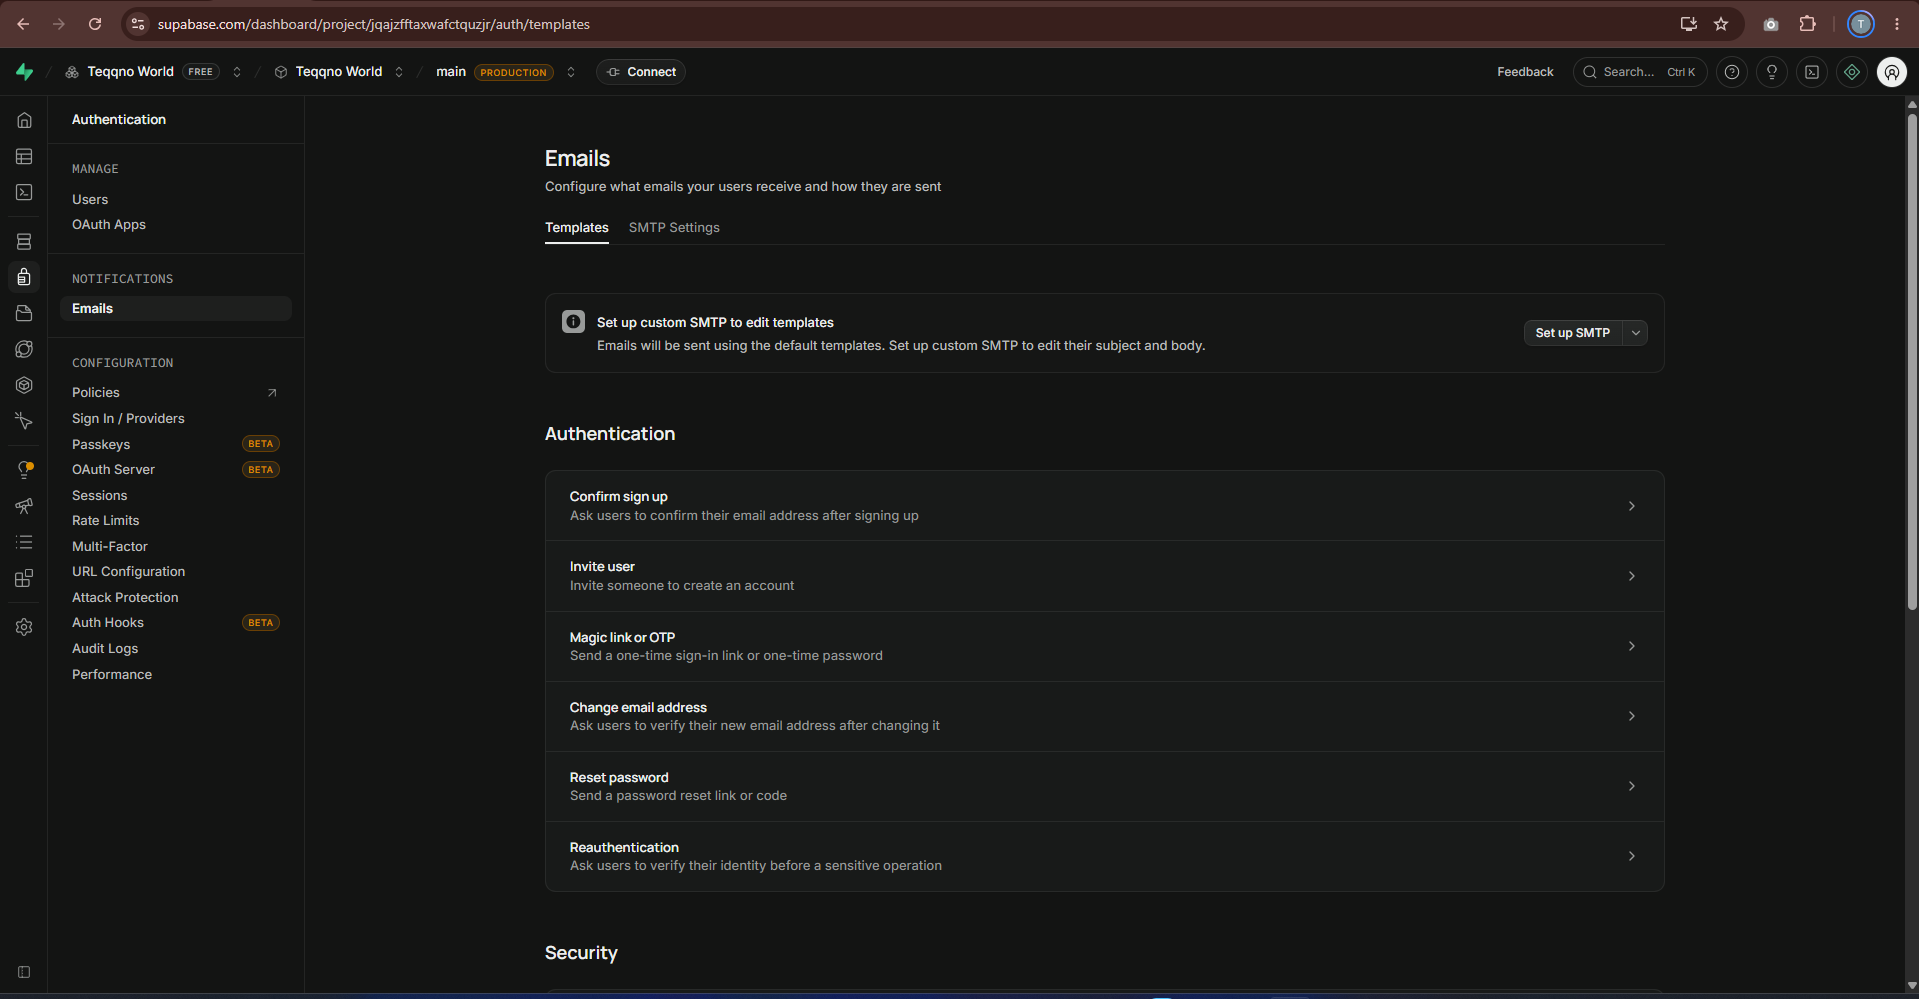 supabase.com/dashboard/project/jqajzfftaxwafctquzjr/auth/templates
T
Teqqno World FREE Teqqno World main PRODUCTION Connect Feedback Search... Ctrl K
Authentication
MANAGE
Users
OAuth Apps
NOTIFICATIONS
Emails
CONFIGURATION
Policies
Sign In / Providers
Passkeys BETA
OAuth Server BETA
Sessions
Rate Limits
Multi-Factor
URL Configuration
Attack Protection
Auth Hooks BETA
Audit Logs
Performance
Emails
Configure what emails your users receive and how they are sent
Templates SMTP Settings
Set up custom SMTP to edit templates
Emails will be sent using the default templates. Set up custom SMTP to edit their subject and body.
Set up SMTP
Authentication
Confirm sign up
Ask users to confirm their email address after signing up
Invite user
Invite someone to create an account
Magic link or OTP
Send a one-time sign-in link or one-time password
Change email address
Ask users to verify their new email address after changing it
Reset password
Send a password reset link or code
Reauthentication
Ask users to verify their identity before a sensitive operation
Security